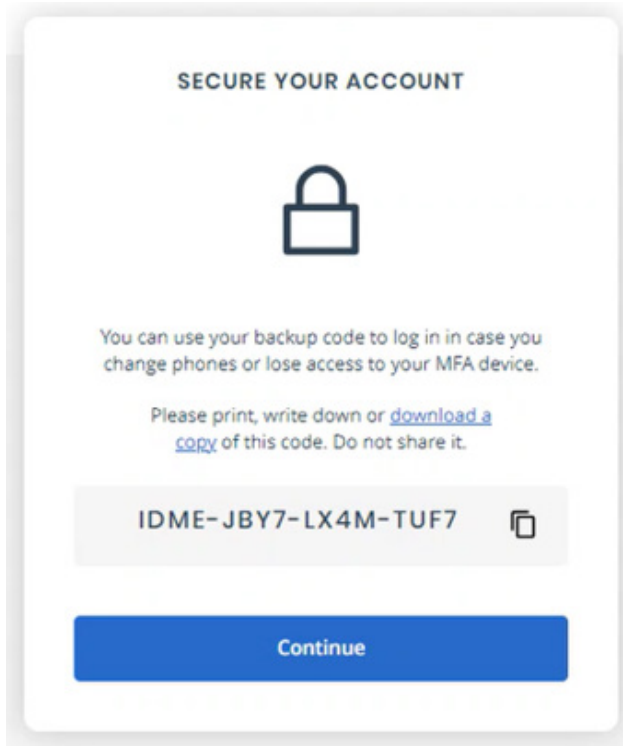 SECURE YOUR ACCOUNT
You can use your backup code to log in in case you
change phones or lose access to your MFA device.
Please print, write down or download a
copy of this code. Do not share it.
IDME-JBY7-LX4M-TUF7
Continue